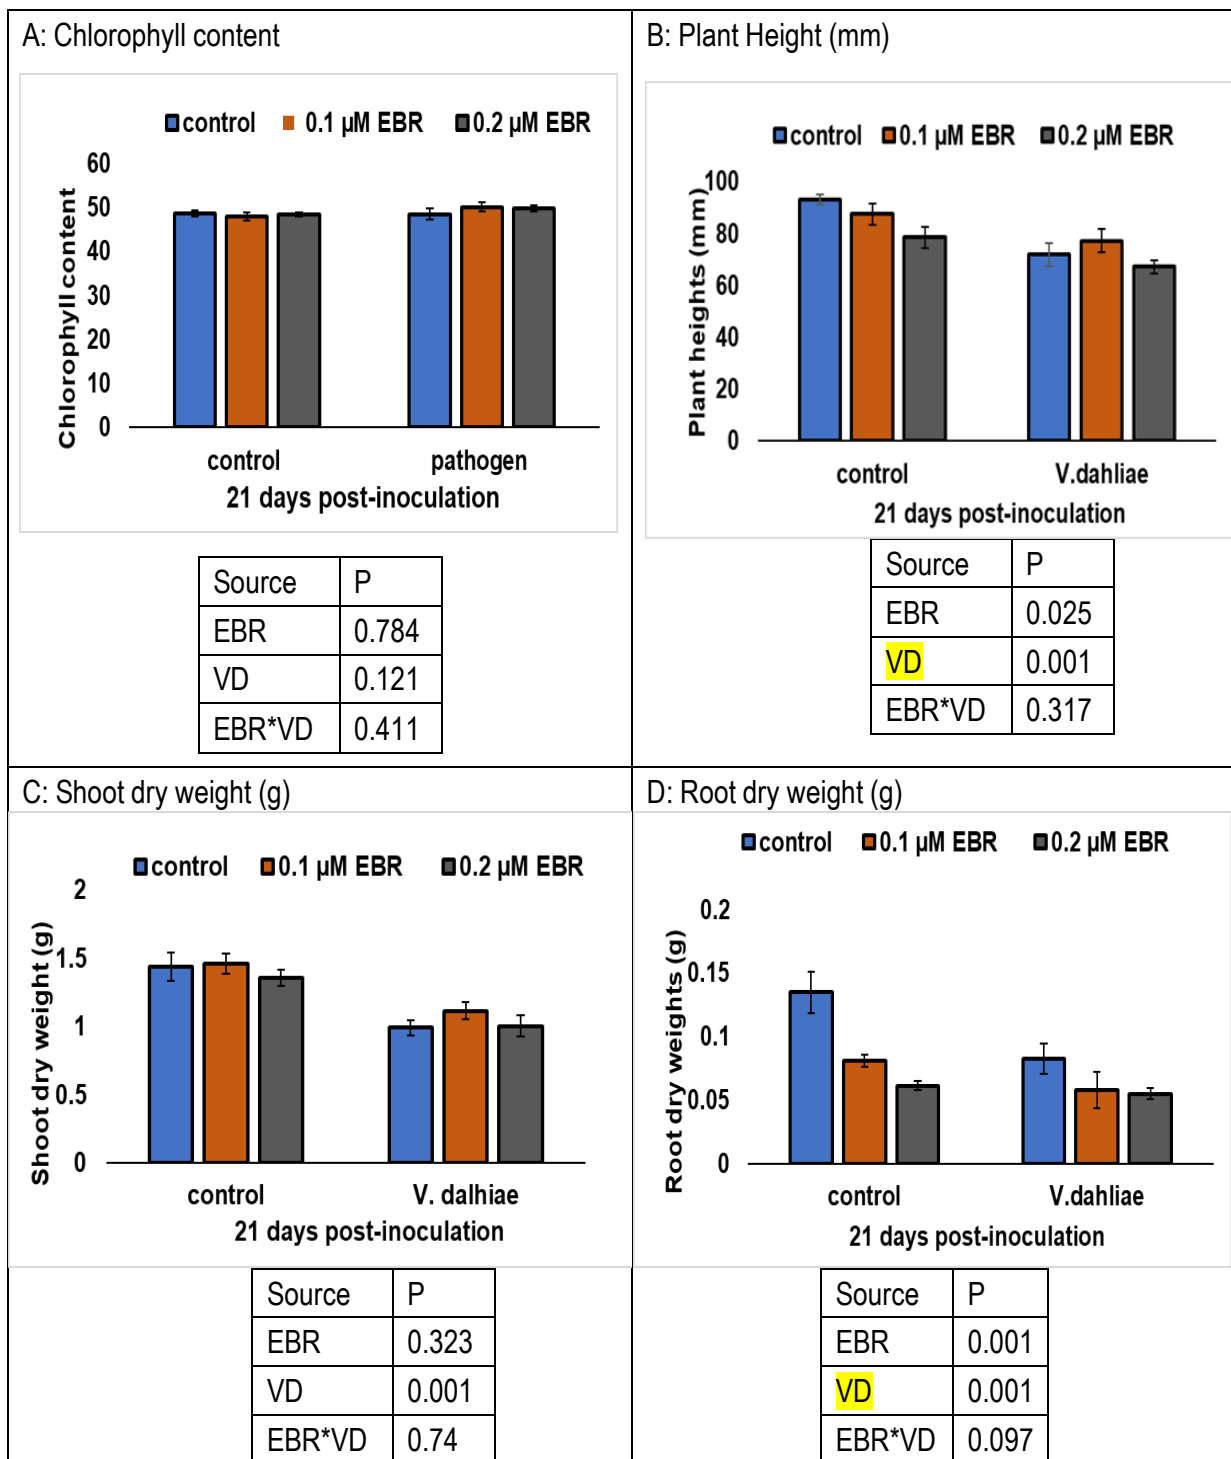 A: Chlorophyll content
control 0.1 µM EBR 0.2 µM EBR
60
50
40
30
20
10
0
Chlorophyll content
control pathogen
21 days post-inoculation
Source P
EBR 0.784
VD 0.121
EBR*VD 0.411
B: Plant Height (mm)
control 0.1 µM EBR 0.2 µM EBR
100
80
60
40
20
0
Plant heights (mm)
control V.dahliae
21 days post-inoculation
Source P
EBR 0.025
VD 0.001
EBR*VD 0.317
C: Shoot dry weight (g)
control 0.1 µM EBR 0.2 µM EBR
2
1.5
1
0.5
0
Shoot dry weight (g)
control V. dalhiae
21 days post-inoculation
Source P
EBR 0.323
VD 0.001
EBR*VD 0.74
D: Root dry weight (g)
control 0.1 µM EBR 0.2 µM EBR
0.2
0.15
0.1
0.05
0
Root dry weights (g)
control V.dahliae
21 days post-inoculation
Source P
EBR 0.001
VD 0.001
EBR*VD 0.097